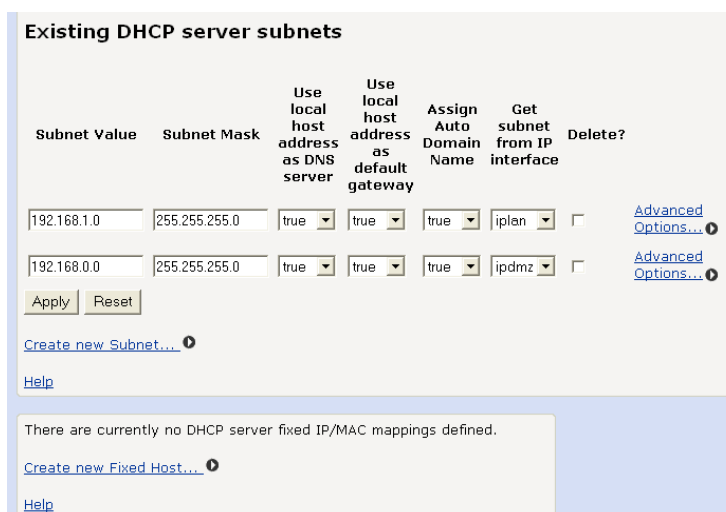 Existing DHCP server subnets
Subnet Value
Subnet Mask
Use
local
host
address
as DNS
server
Use
local
host
address
as
default
gateway
Assign
Auto
Domain
Name
Get
subnet
from IP
interface
Delete?
192.168.1.0 255.255.255.0 true true true iplan Advanced
Options...
192.168.0.0 255.255.255.0 true true true ipdmz Advanced
Options...
Apply Reset
Create new Subnet...
Help
There are currently no DHCP server fixed IP/MAC mappings defined.
Create new Fixed Host...
Help